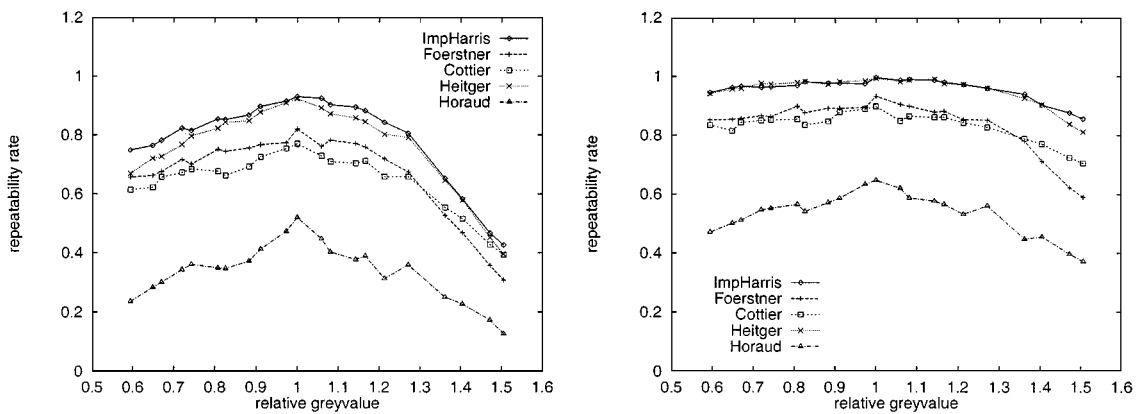 1.2
1
0.8
0.6
0.4
0.2
0
repeatability rate
ImpHarris
Foerstner
Cottier
Heitger
Horaud
0.5 0.6 0.7 0.8 0.9 1 1.1 1.2 1.3 1.4 1.5 1.6
relative greyvalue
1.2
1
0.8
0.6
0.4
0.2
0
repeatability rate
ImpHarris
Foerstner
Cottier
Heitger
Horaud
0.5 0.6 0.7 0.8 0.9 1 1.1 1.2 1.3 1.4 1.5 1.6
relative greyvalue